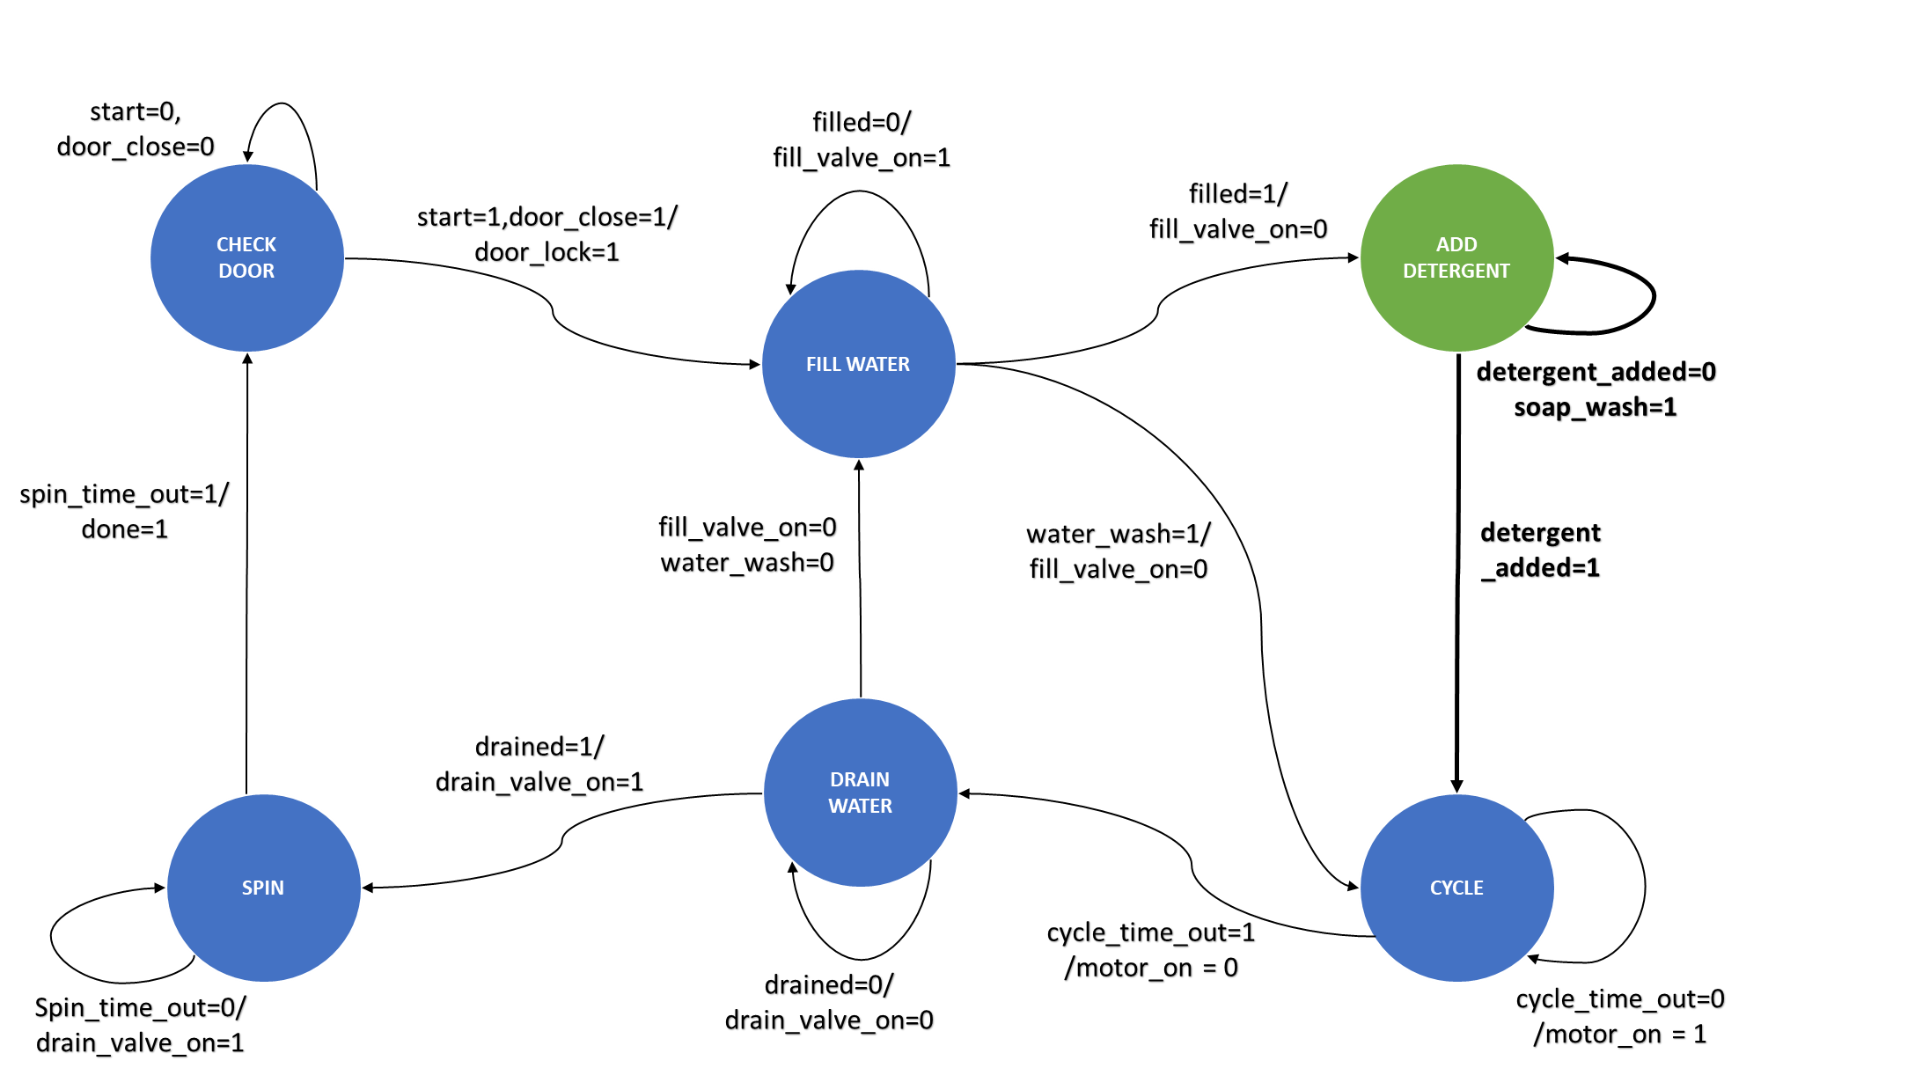 start=0,
door_close=0
filled=0/
fill_valve_on=1
start=1,door_close=1/
door_lock=1
filled=1/
fill_valve_on=0
CHECK
DOOR
ADD
DETERGENT
FILL WATER
detergent_added=0
soap_wash=1
spin_time_out=1/
done=1
fill_valve_on=0
water_wash=0
water_wash=1/
fill_valve_on=0
detergent
_added=1
drained=1/
drain_valve_on=1
DRAIN
WATER
SPIN
CYCLE
cycle_time_out=1
/motor_on = 0
drained=0/
drain_valve_on=0
Spin_time_out=0/
drain_valve_on=1
cycle_time_out=0
/motor_on = 1